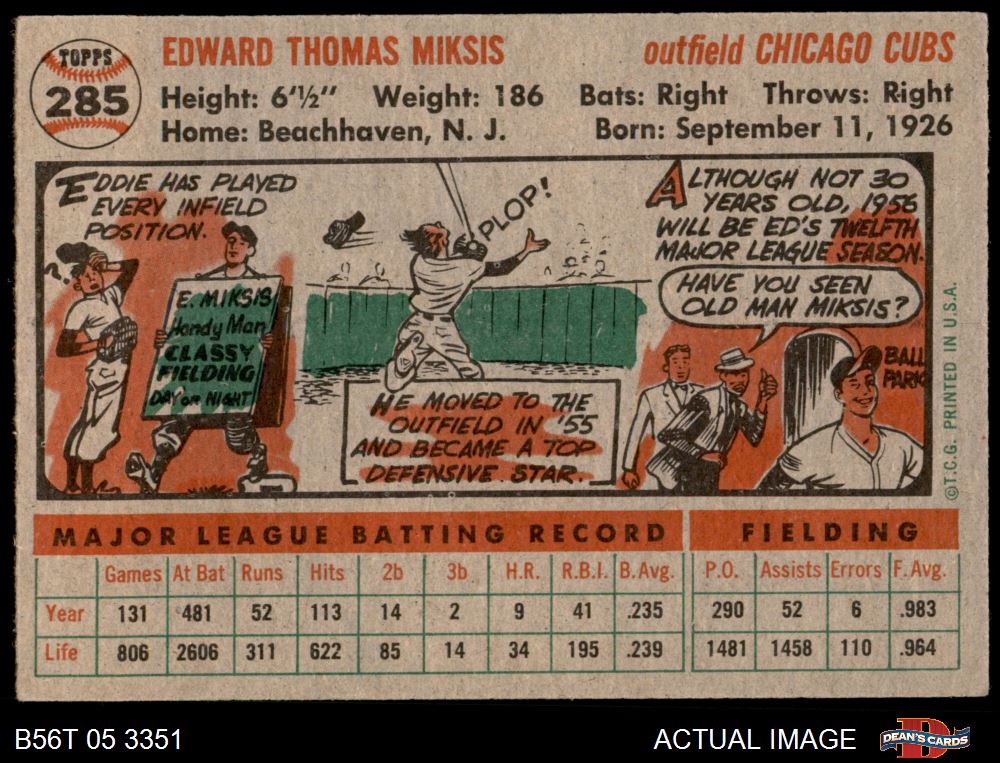 TOPPS
285
EDWARD THOMAS MIKSIS
outfield CHICAGO CUBS
Height: 6'½" Weight: 186 Bats: Right Throws: Right
Home: Beachhaven, N. J. Born: September 11, 1926
EDDIE HAS PLAYED
EVERY INFIELD
POSITION.
?
E. MIKSIS
Handy Man
CLASSY
FIELDING
DAY OR NIGHT
PLOP!
HE MOVED TO THE
OUTFIELD IN '55
AND BECAME A TOP
DEFENSIVE STAR.
ALTHOUGH NOT 30
YEARS OLD, 1956
WILL BE ED'S TWELFTH
MAJOR LEAGUE SEASON.
HAVE YOU SEEN
OLD MAN MIKSIS?
BALL
PARK
©T.C.G. PRINTED IN U.S.A.
MAJOR LEAGUE BATTING RECORD FIELDING
Games At Bat Runs Hits 2b 3b H.R. R.B.I. B.Avg. P.O. Assists Errors F. Avg.
Year 131 481 52 113 14 2 9 41 .235 290 52 6 .983
Life 806 2606 311 622 85 14 34 195 .239 1481 1458 110 .964
B56T 05 3351
ACTUAL IMAGE
D
DEAN'S CARDS